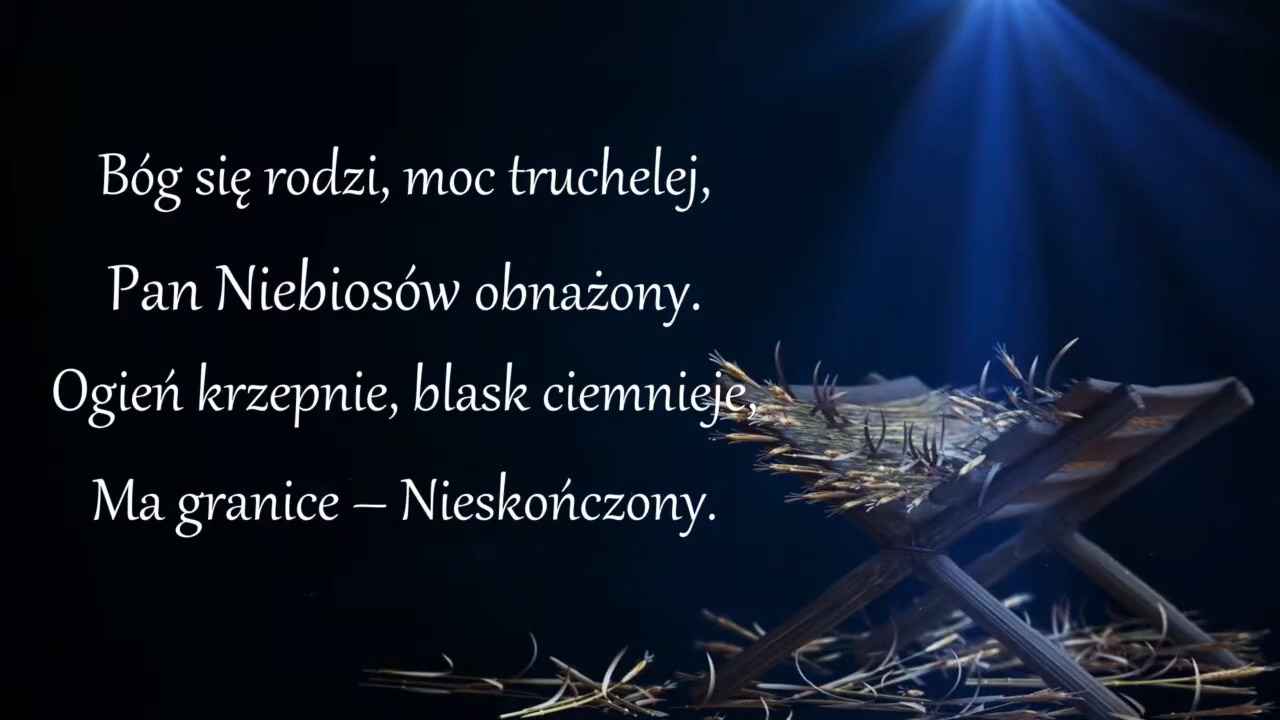 Bóg się rodzi, moc truchelej,
Pan Niebiosów obnażony.
Ogień krzepnie, blask ciemnieje,
Ma granice – Nieskończony.